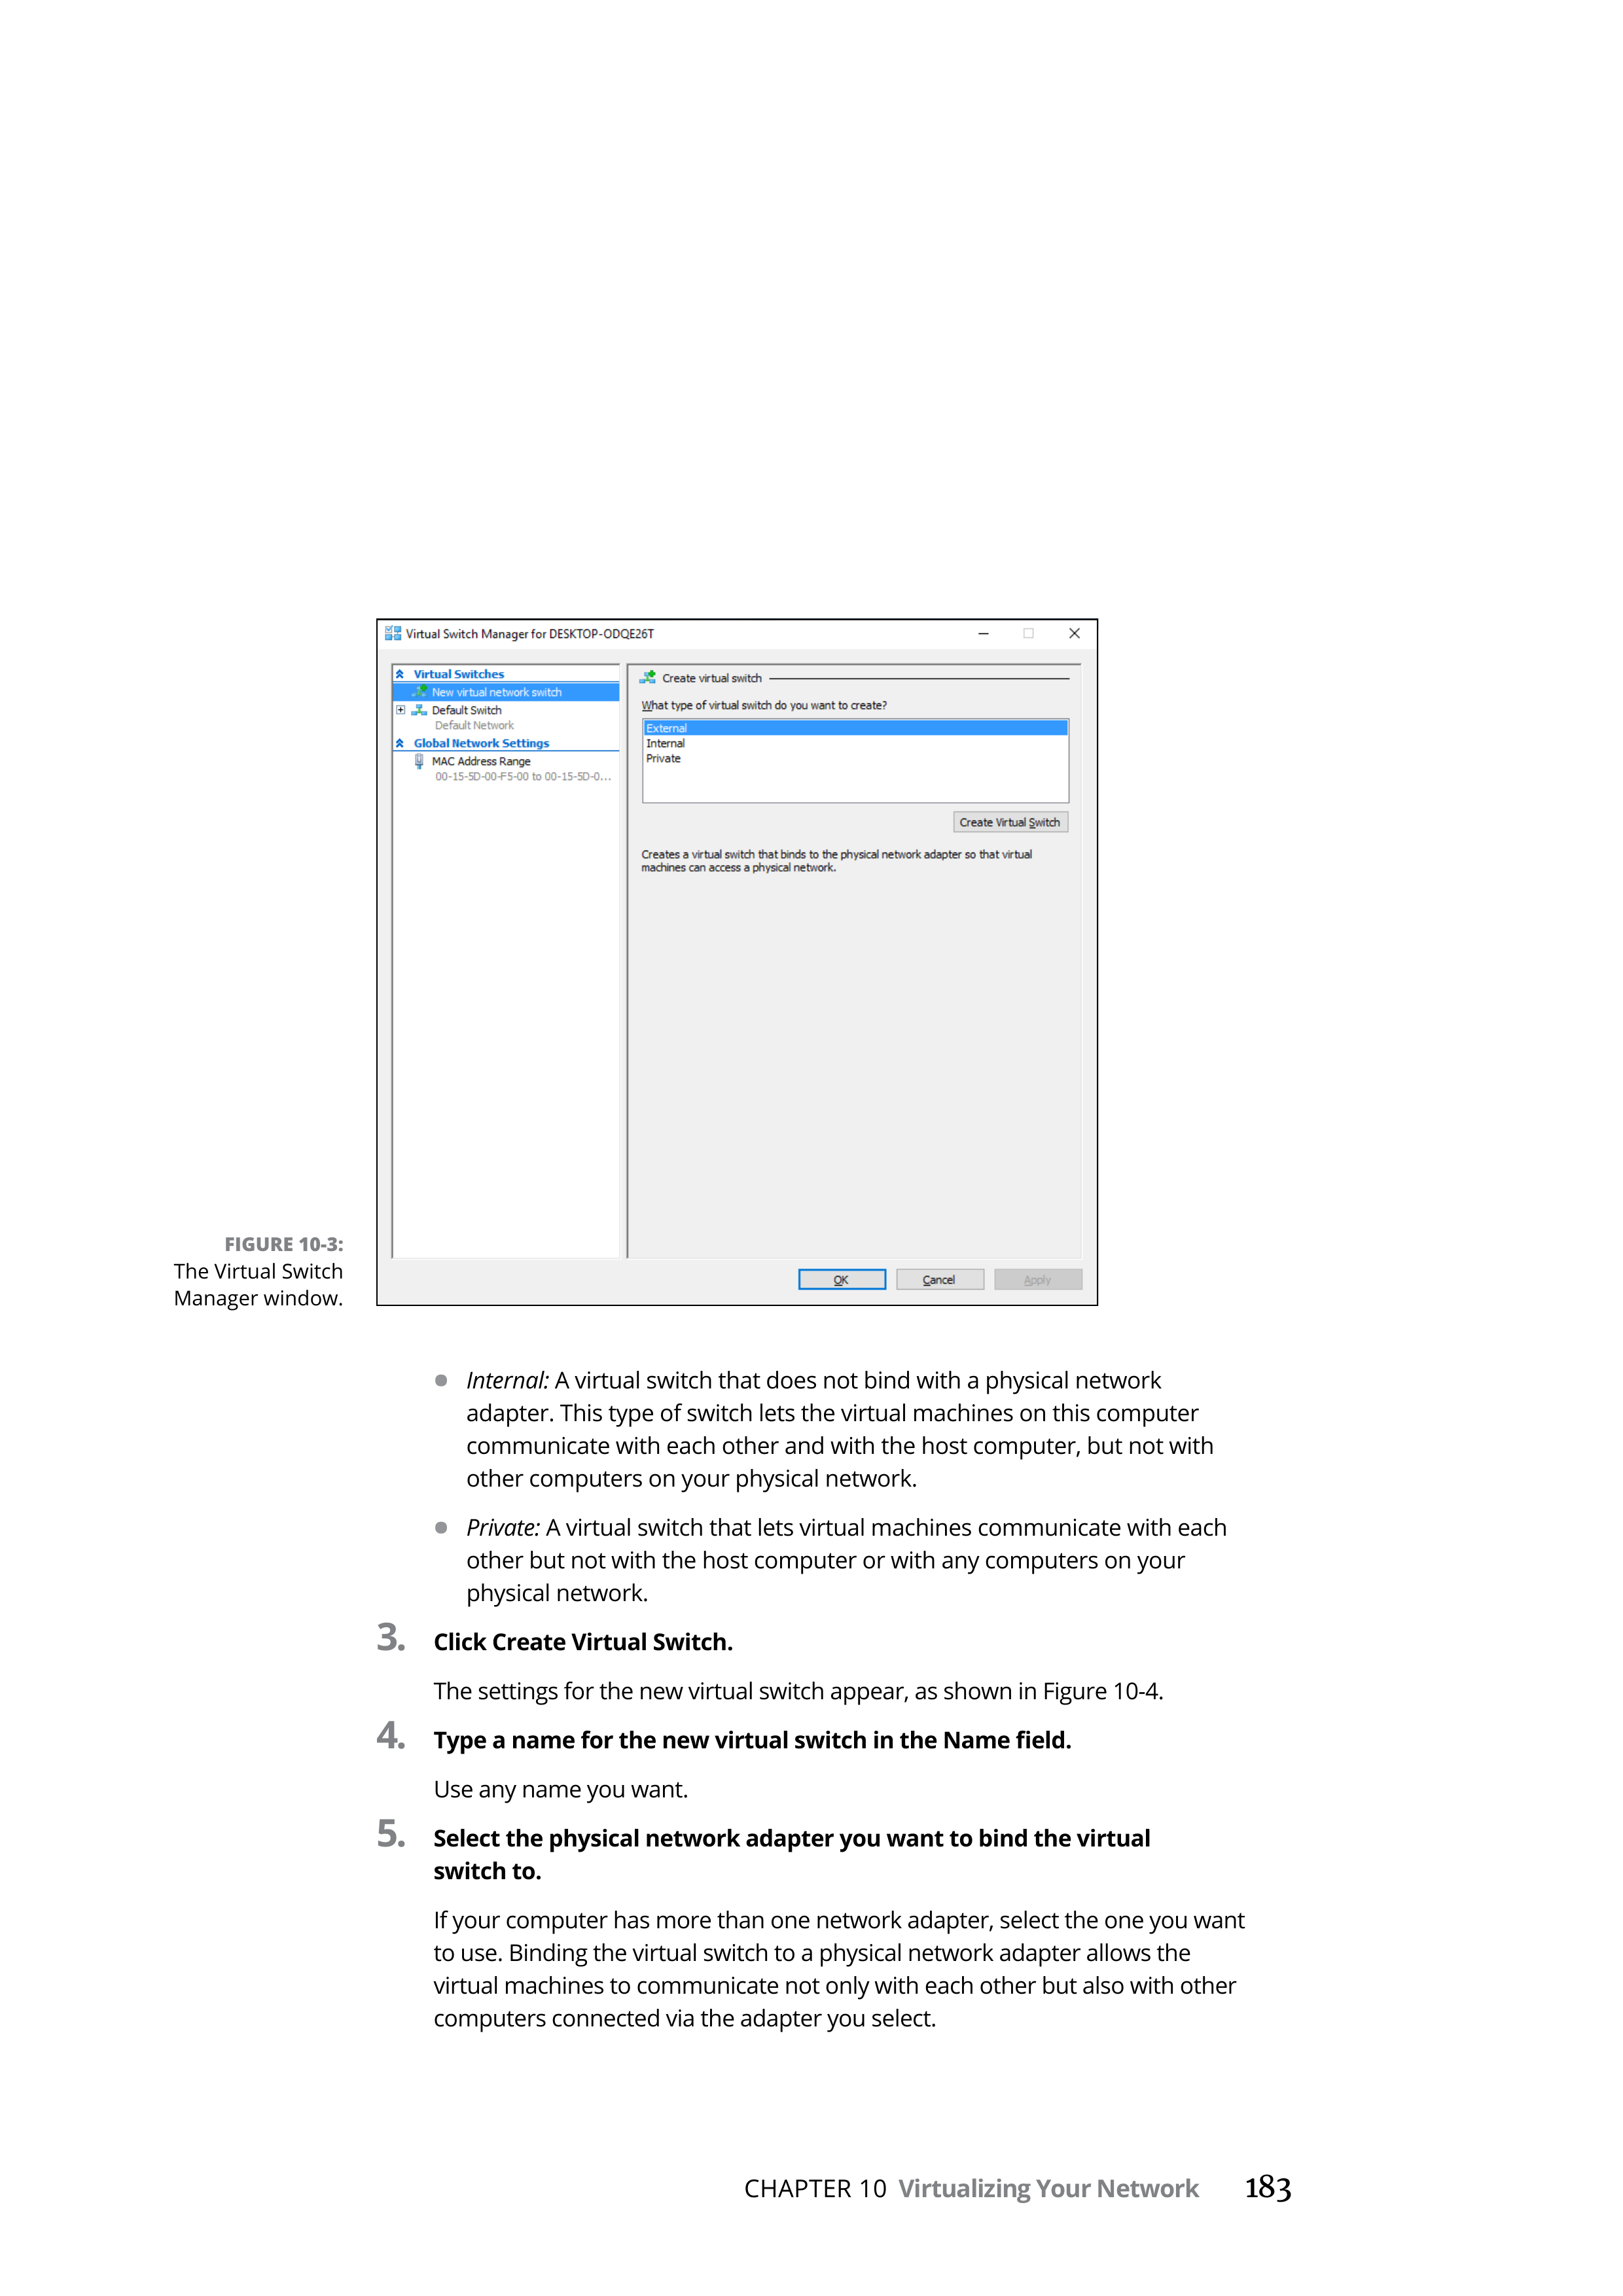 Virtual Switch Manager for DESKTOP-ODQE26T
Virtual Switches
New virtual network switch
Default Switch
Default Network
Global Network Settings
MAC Address Range
00-15-5D-00-F5-00 to 00-15-5D-0...
Create virtual switch
What type of virtual switch do you want to create?
External
Internal
Private
Create Virtual Switch
Creates a virtual switch that binds to the physical network adapter so that virtual
machines can access a physical network.
OK
Cancel
Apply
FIGURE 10-3:
The Virtual Switch
Manager window.
• Internal: A virtual switch that does not bind with a physical network
adapter. This type of switch lets the virtual machines on this computer
communicate with each other and with the host computer, but not with
other computers on your physical network.
• Private: A virtual switch that lets virtual machines communicate with each
other but not with the host computer or with any computers on your
physical network.
3. Click Create Virtual Switch.
The settings for the new virtual switch appear, as shown in Figure 10-4.
4. Type a name for the new virtual switch in the Name field.
Use any name you want.
5. Select the physical network adapter you want to bind the virtual
switch to.
If your computer has more than one network adapter, select the one you want
to use. Binding the virtual switch to a physical network adapter allows the
virtual machines to communicate not only with each other but also with other
computers connected via the adapter you select.
CHAPTER 10 Virtualizing Your Network 183